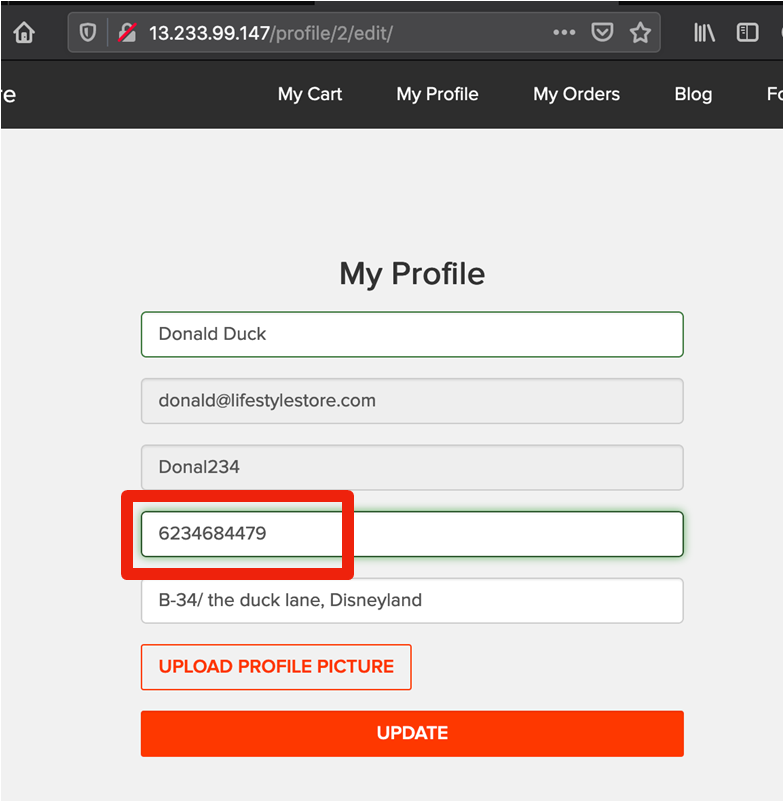 13.233.99.147/profile/2/edit/
e My Cart My Profile My Orders Blog Fo
My Profile
Donald Duck
donald@lifestylestore.com
Donal234
6234684479
B-34/ the duck lane, Disneyland
UPLOAD PROFILE PICTURE
UPDATE